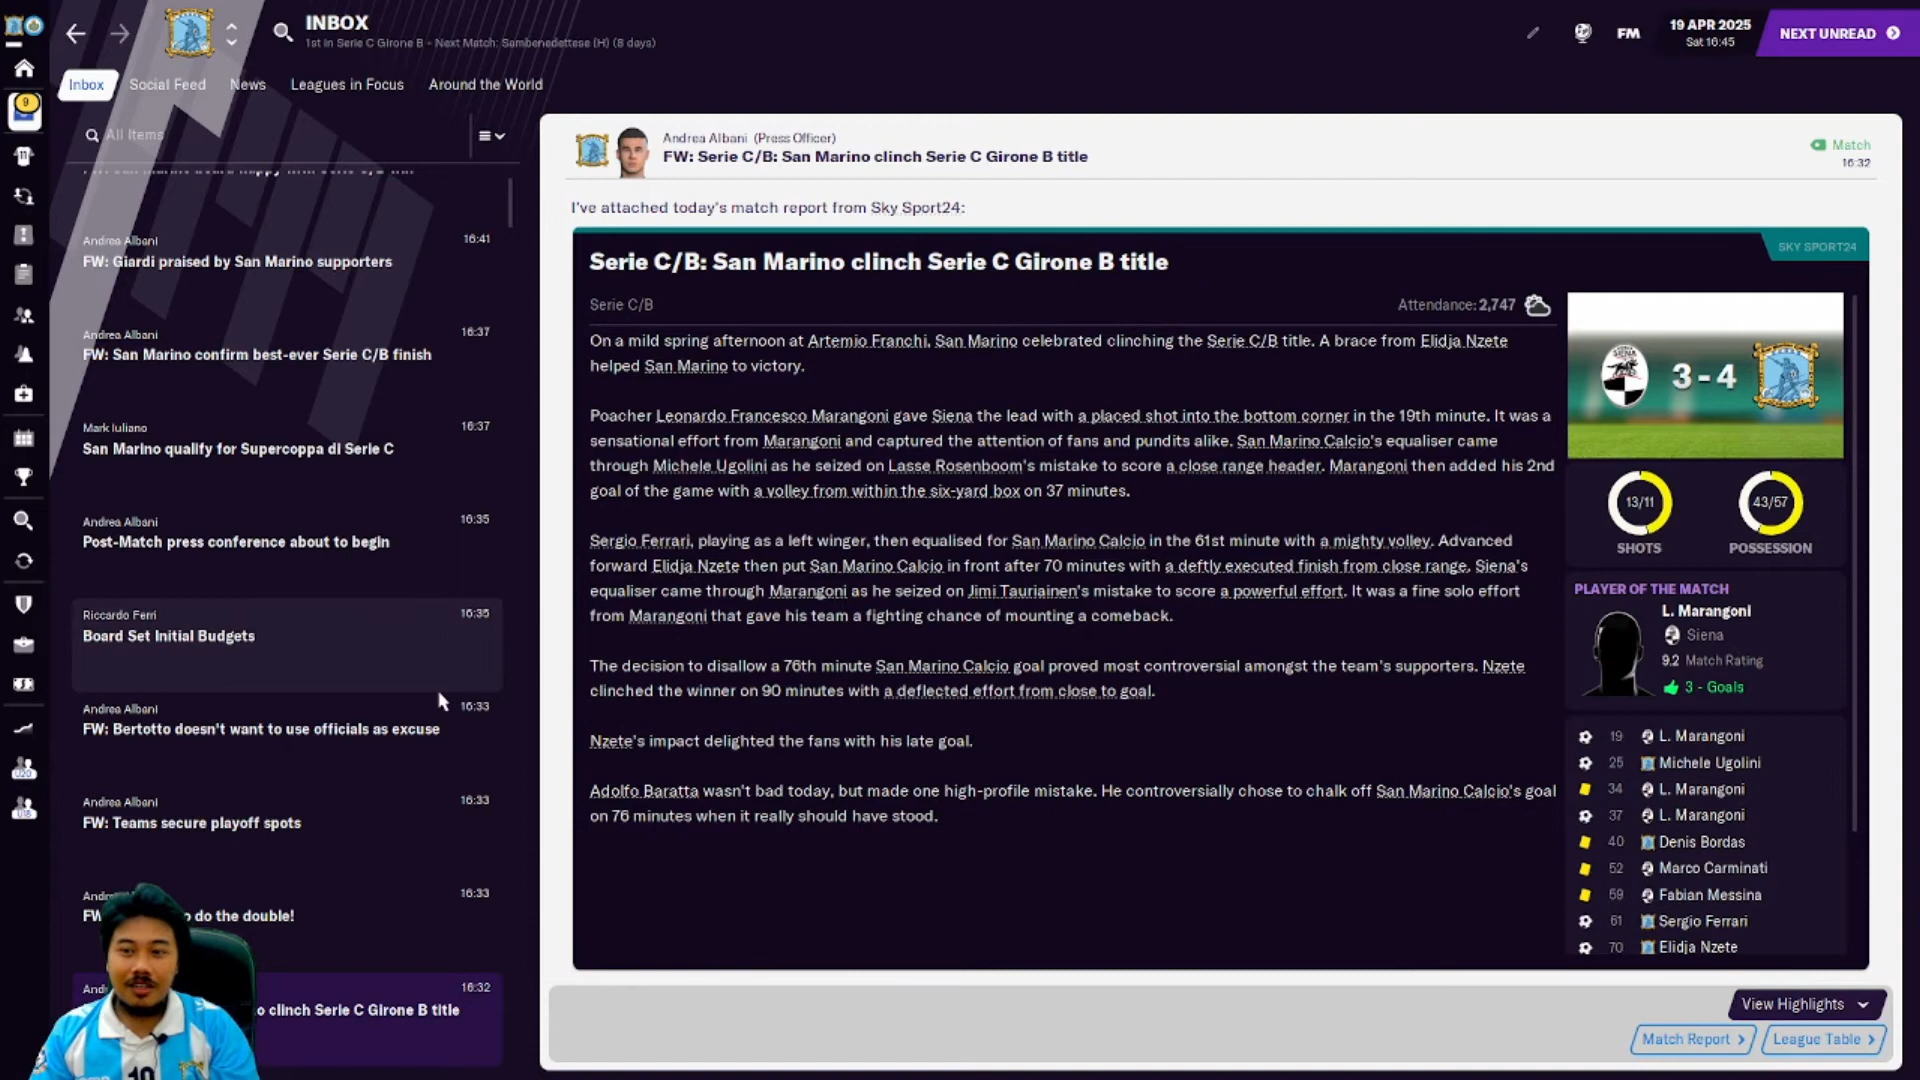 INBOX
1st in Serie C Girone B - Next Match: Sambenedettese (H) (8 days)
FM
19 APR 2025
Sat 16:45
NEXT UNREAD
Inbox
Social Feed
News
Leagues in Focus
Around the World
9
All Items
Andrea Albani
16:41
FW: Giardi praised by San Marino supporters
Andrea Albani
16:37
FW: San Marino confirm best-ever Serie C/B finish
Mark Iuliano
16:37
San Marino qualify for Supercoppa di Serie C
Andrea Albani
16:35
Post-Match press conference about to begin
Riccardo Ferri
16:35
Board Set Initial Budgets
Andrea Albani
16:33
FW: Bertotto doesn't want to use officials as excuse
Andrea Albani
16:33
FW: Teams secure playoff spots
Andre
16:33
FW
o do the double!
And
16:32
o clinch Serie C Girone B title
U20
U18
Andrea Albani (Press Officer)
FW: Serie C/B: San Marino clinch Serie C Girone B title
Match
16:32
I've attached today's match report from Sky Sport24:
SKY SPORT24
Serie C/B: San Marino clinch Serie C Girone B title
Serie C/B
Attendance: 2,747
On a mild spring afternoon at Artemio Franchi, San Marino celebrated clinching the Serie C/B title. A brace from Elidja Nzete
helped San Marino to victory.
Poacher Leonardo Francesco Marangoni gave Siena the lead with a placed shot into the bottom corner in the 19th minute. It was a
sensational effort from Marangoni and captured the attention of fans and pundits alike. San Marino Calcio's equaliser came
through Michele Ugolini as he seized on Lasse Rosenboom's mistake to score a close range header. Marangoni then added his 2nd
goal of the game with a volley from within the six-yard box on 37 minutes.
Sergio Ferrari, playing as a left winger, then equalised for San Marino Calcio in the 61st minute with a mighty volley. Advanced
forward Elidja Nzete then put San Marino Calcio in front after 70 minutes with a deftly executed finish from close range. Siena's
equaliser came through Marangoni as he seized on Jimi Tauriainen's mistake to score a powerful effort. It was a fine solo effort
from Marangoni that gave his team a fighting chance of mounting a comeback.
The decision to disallow a 76th minute San Marino Calcio goal proved most controversial amongst the team's supporters. Nzete
clinched the winner on 90 minutes with a deflected effort from close to goal.
Nzete's impact delighted the fans with his late goal.
Adolfo Baratta wasn't bad today, but made one high-profile mistake. He controversially chose to chalk off San Marino Calcio's goal
on 76 minutes when it really should have stood.
SIENA
3 - 4
13/11
SHOTS
43/57
POSSESSION
PLAYER OF THE MATCH
L. Marangoni
Siena
9.2 Match Rating
3 - Goals
19 L. Marangoni
25 Michele Ugolini
34 L. Marangoni
37 L. Marangoni
40 Denis Bordas
52 Marco Carminati
59 Fabian Messina
61 Sergio Ferrari
70 Elidja Nzete
View Highlights
Match Report
League Table
10